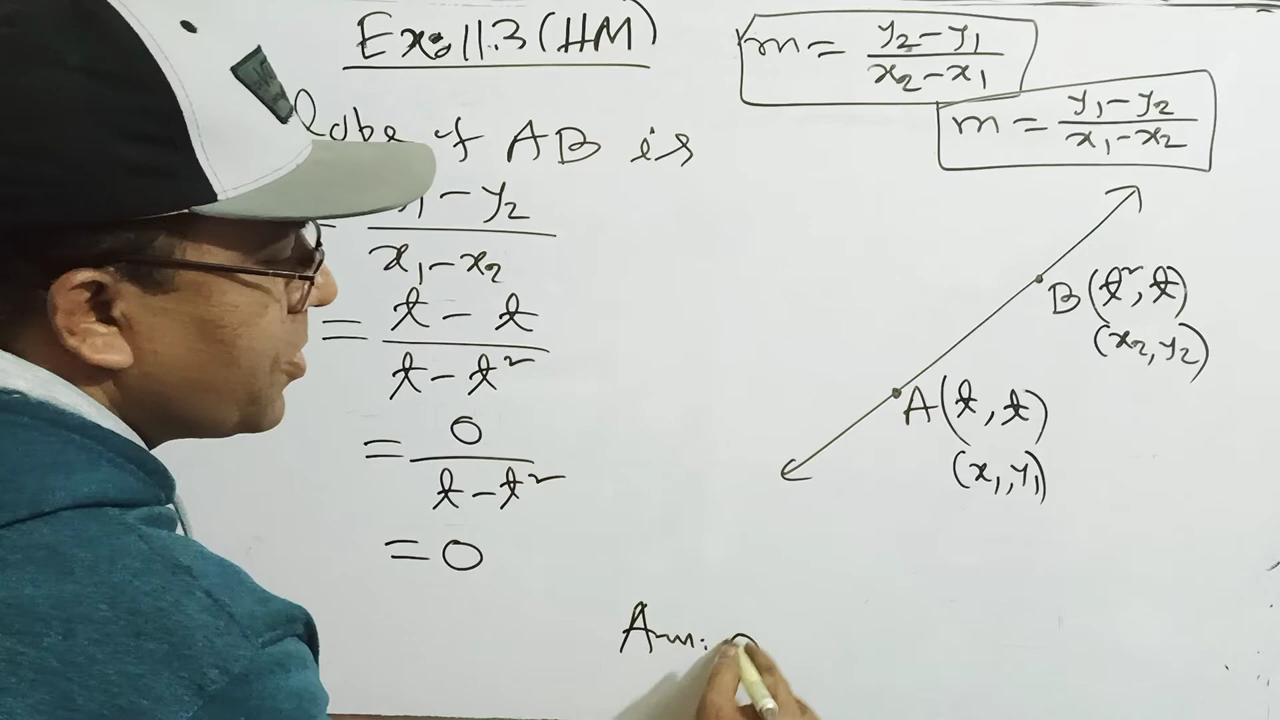 Ex: 11.3 (HM)
m = y₂ - y₁ / x₂ - x₁
m = y₁ - y₂ / x₁ - x₂
of AB is
- y₂ / x₁ - x₂
= t - t / t - t²
= 0 / t - t²
= 0
B(t², t)
(x₂, y₂)
A(t, t)
(x₁, y₁)
Ans: